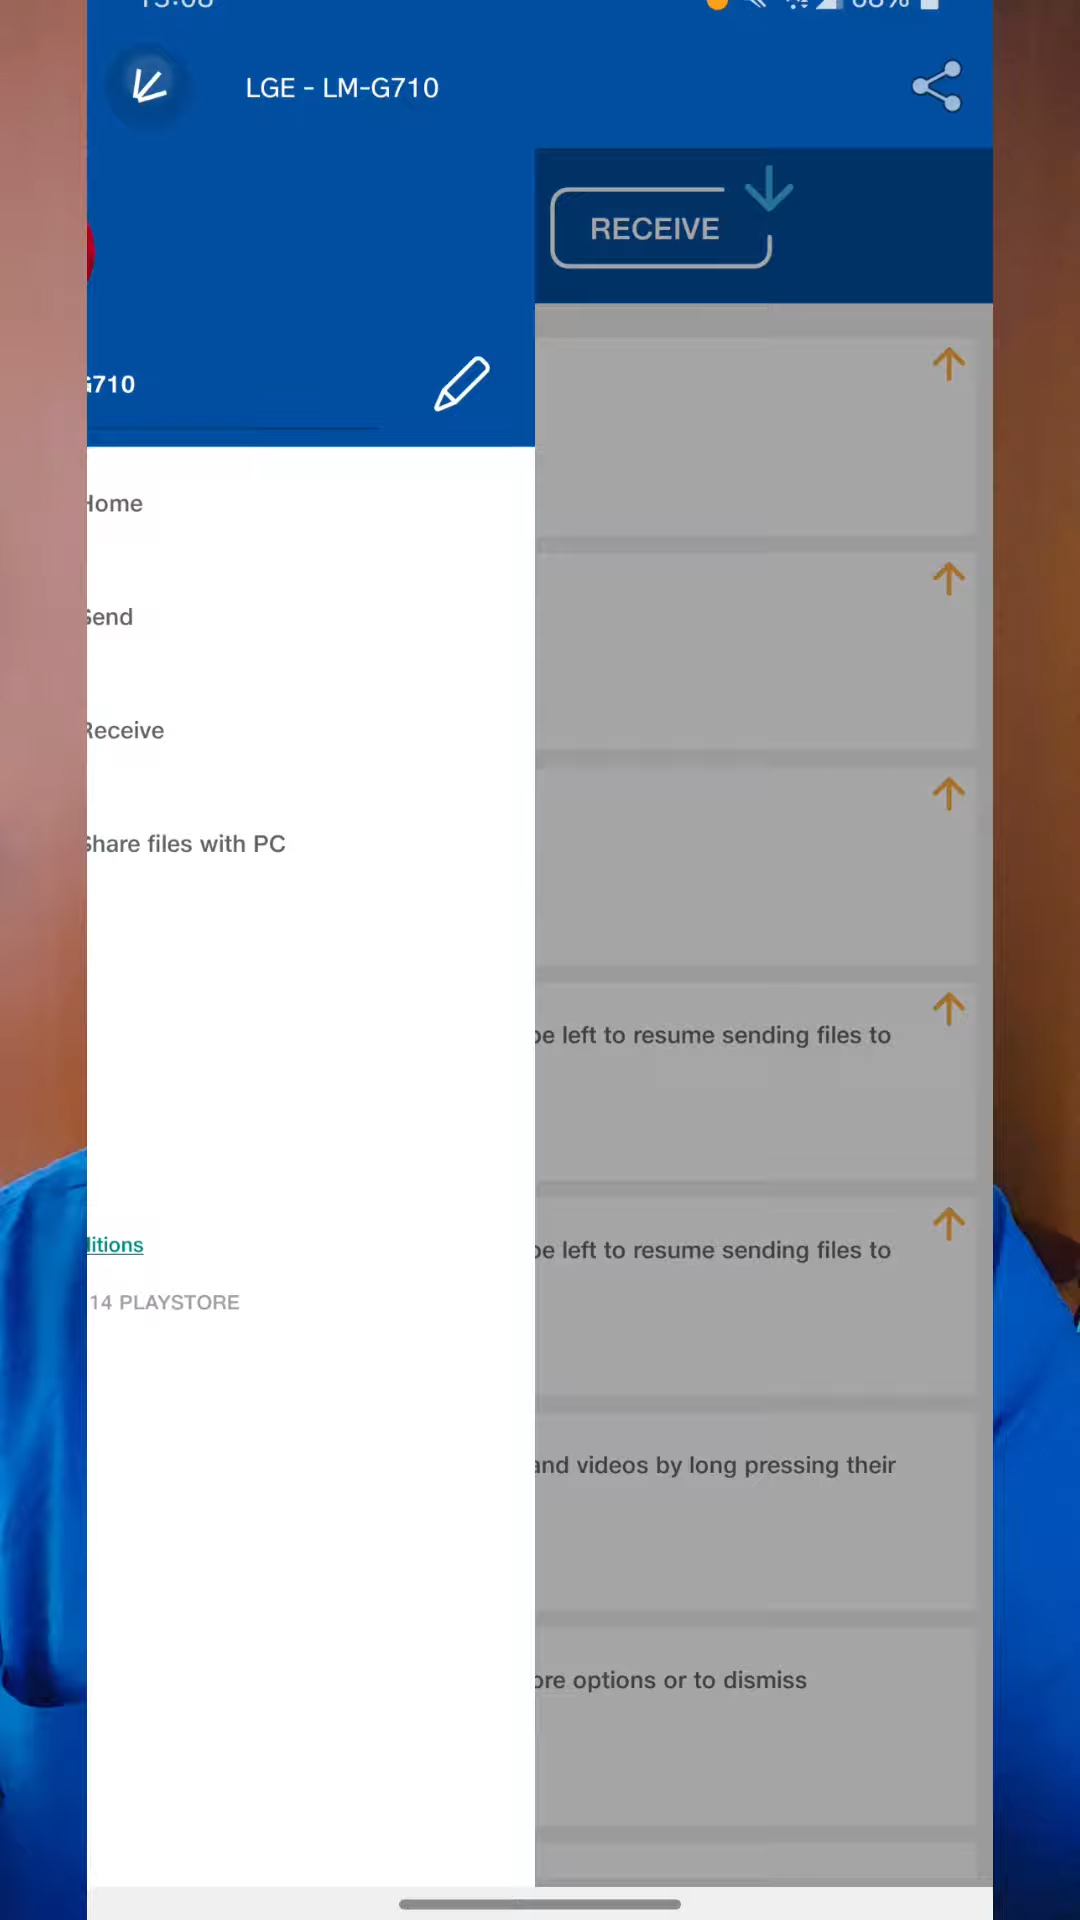 LGE - LM-G710
RECEIVE
G710
Home
Send
Receive
Share files with PC
be left to resume sending files to
be left to resume sending files to
and videos by long pressing their
options or to dismiss
14 PLAYSTORE